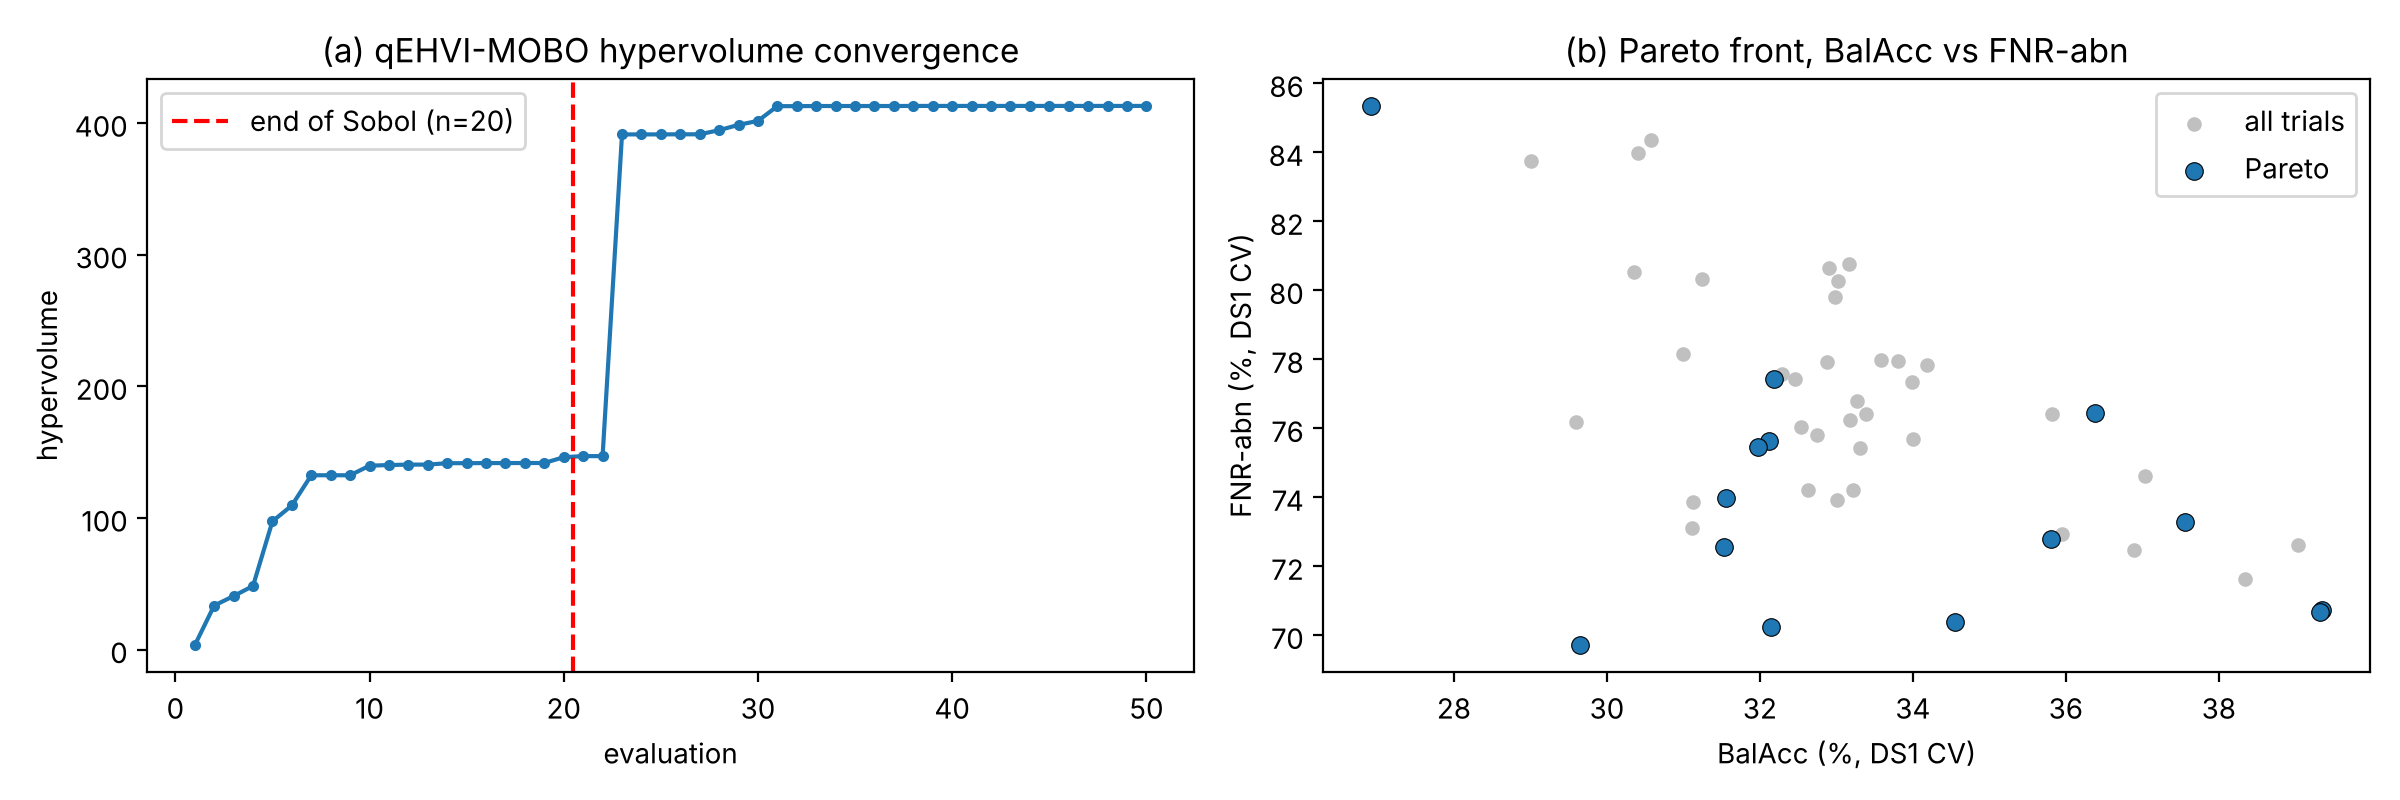 (a) qEHVI-MOBO hypervolume convergence
end of Sobol (n=20)
hypervolume
400
300
200
100
0
0 10 20 30 40 50
evaluation
(b) Pareto front, BalAcc vs FNR-abn
all trials
Pareto
FNR-abn (%, DS1 CV)
86
84
82
80
78
76
74
72
70
28 30 32 34 36 38
BalAcc (%, DS1 CV)